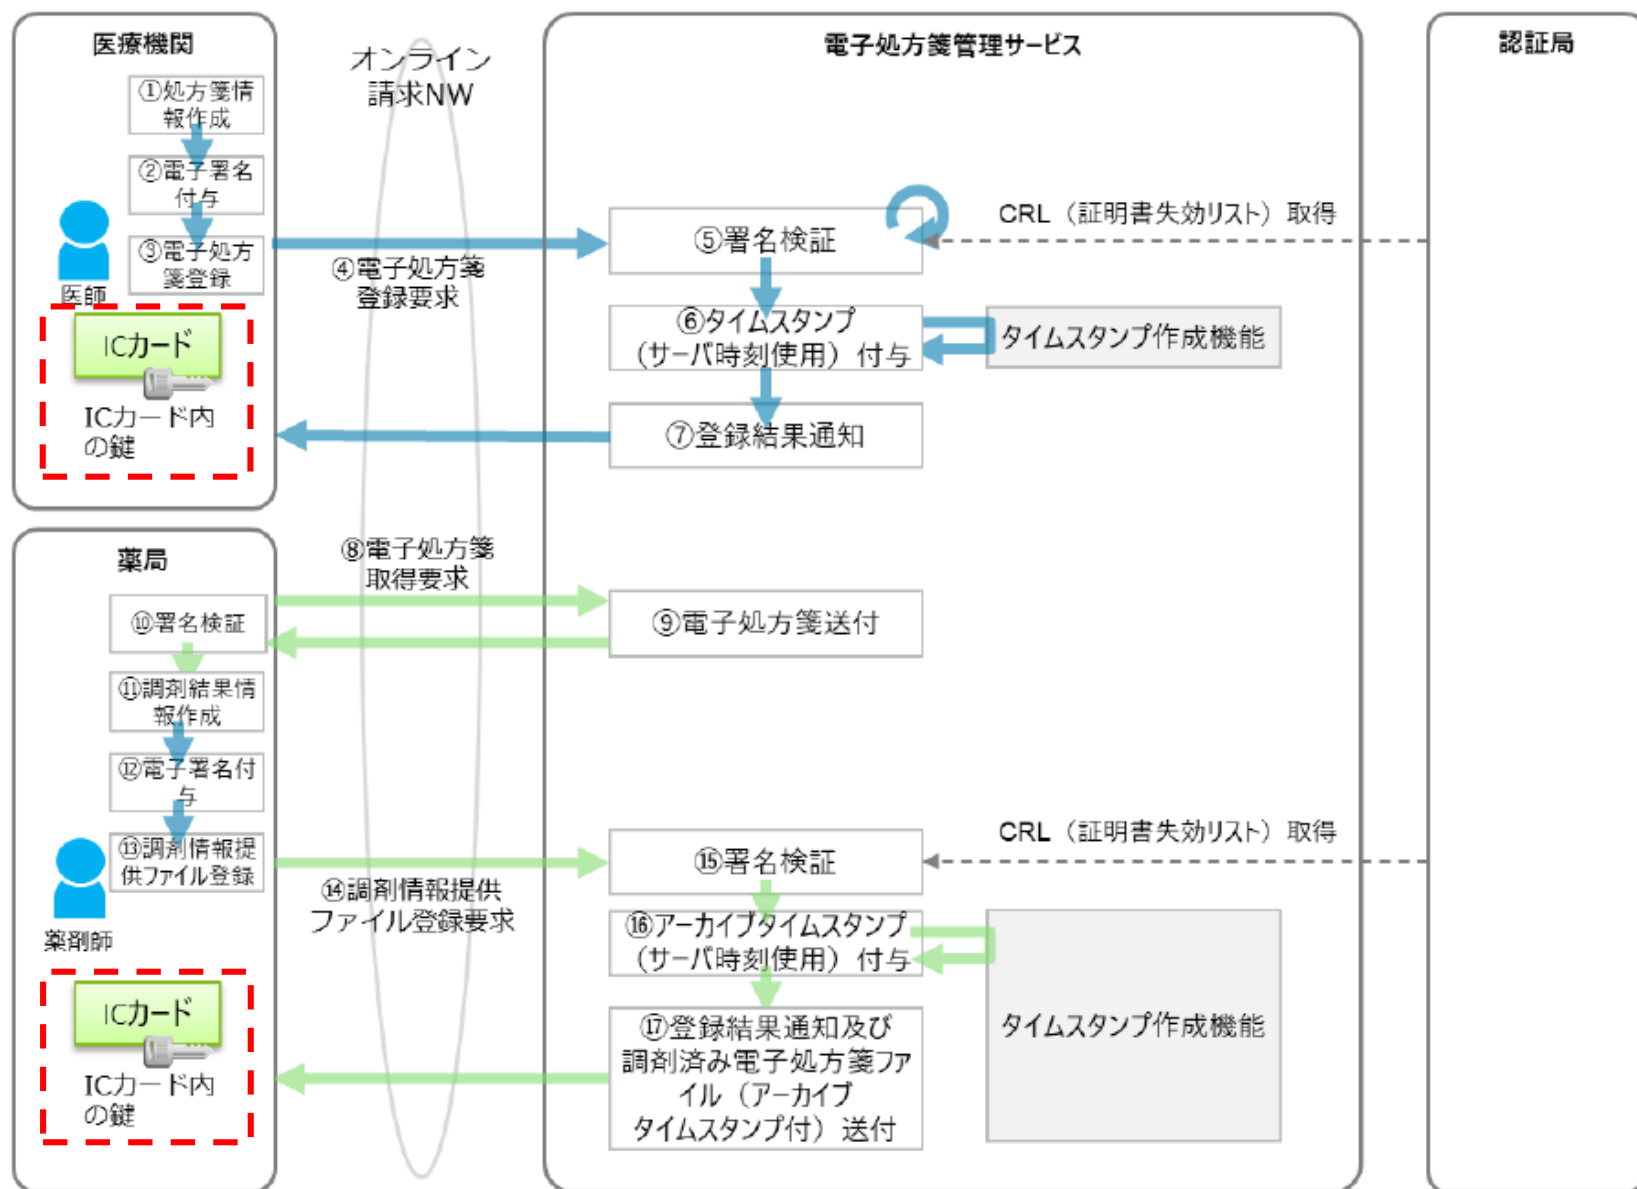 医療機関
①処方箋情
報作成
②電子署名
付与
③電子処方
箋登録
医師
ICカード
ICカード内
の鍵
オンライン
請求NW
④電子処方箋
登録要求
電子処方箋管理サービス
⑤署名検証
⑥タイムスタンプ
（サーバ時刻使用）付与
タイムスタンプ作成機能
⑦登録結果通知
認証局
CRL（証明書失効リスト）取得
薬局
⑧電子処方箋
取得要求
⑨電子処方箋送付
⑩署名検証
⑪調剤結果情
報作成
⑫電子署名付
与
⑬調剤情報提
供ファイル登録
薬剤師
ICカード
ICカード内
の鍵
⑭調剤情報提供
ファイル登録要求
⑮署名検証
CRL（証明書失効リスト）取得
⑯アーカイブタイムスタンプ
（サーバ時刻使用）付与
タイムスタンプ作成機能
⑰登録結果通知及び
調剤済み電子処方箋ファ
イル（アーカイブ
タイムスタンプ付）送付